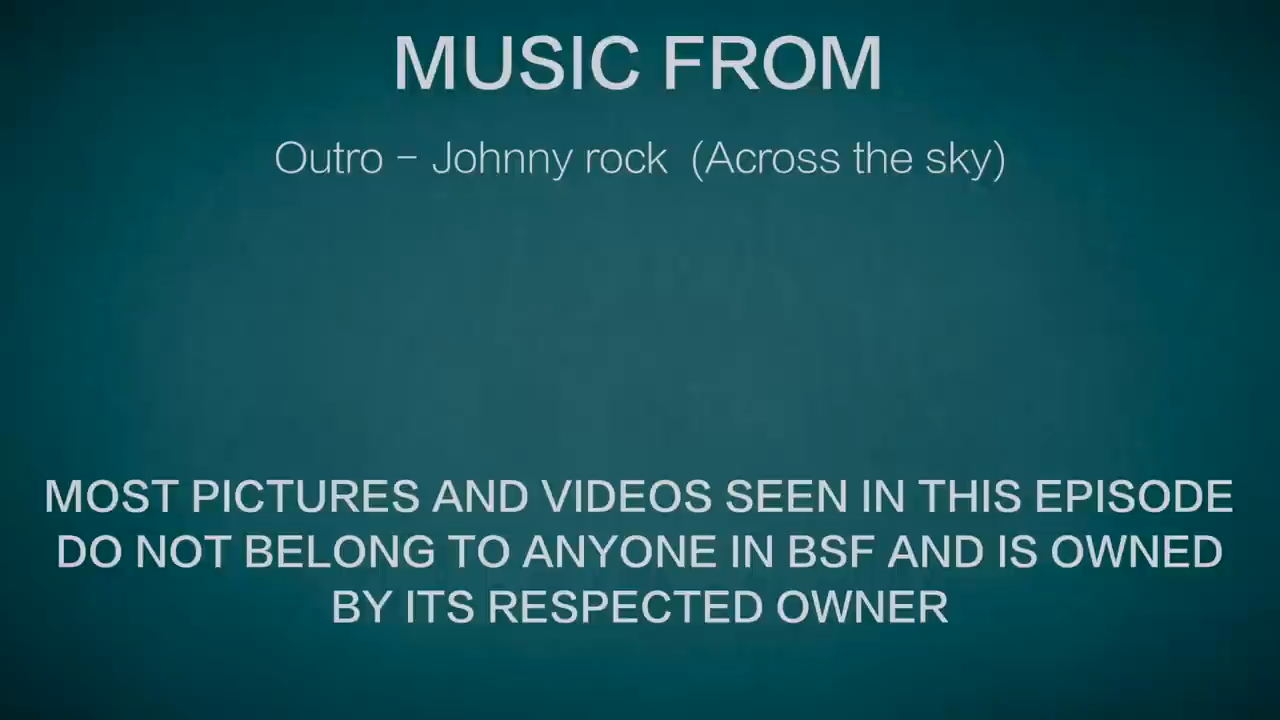 MUSIC FROM
Outro - Johnny rock (Across the sky)
MOST PICTURES AND VIDEOS SEEN IN THIS EPISODE
DO NOT BELONG TO ANYONE IN BSF AND IS OWNED
BY ITS RESPECTED OWNER